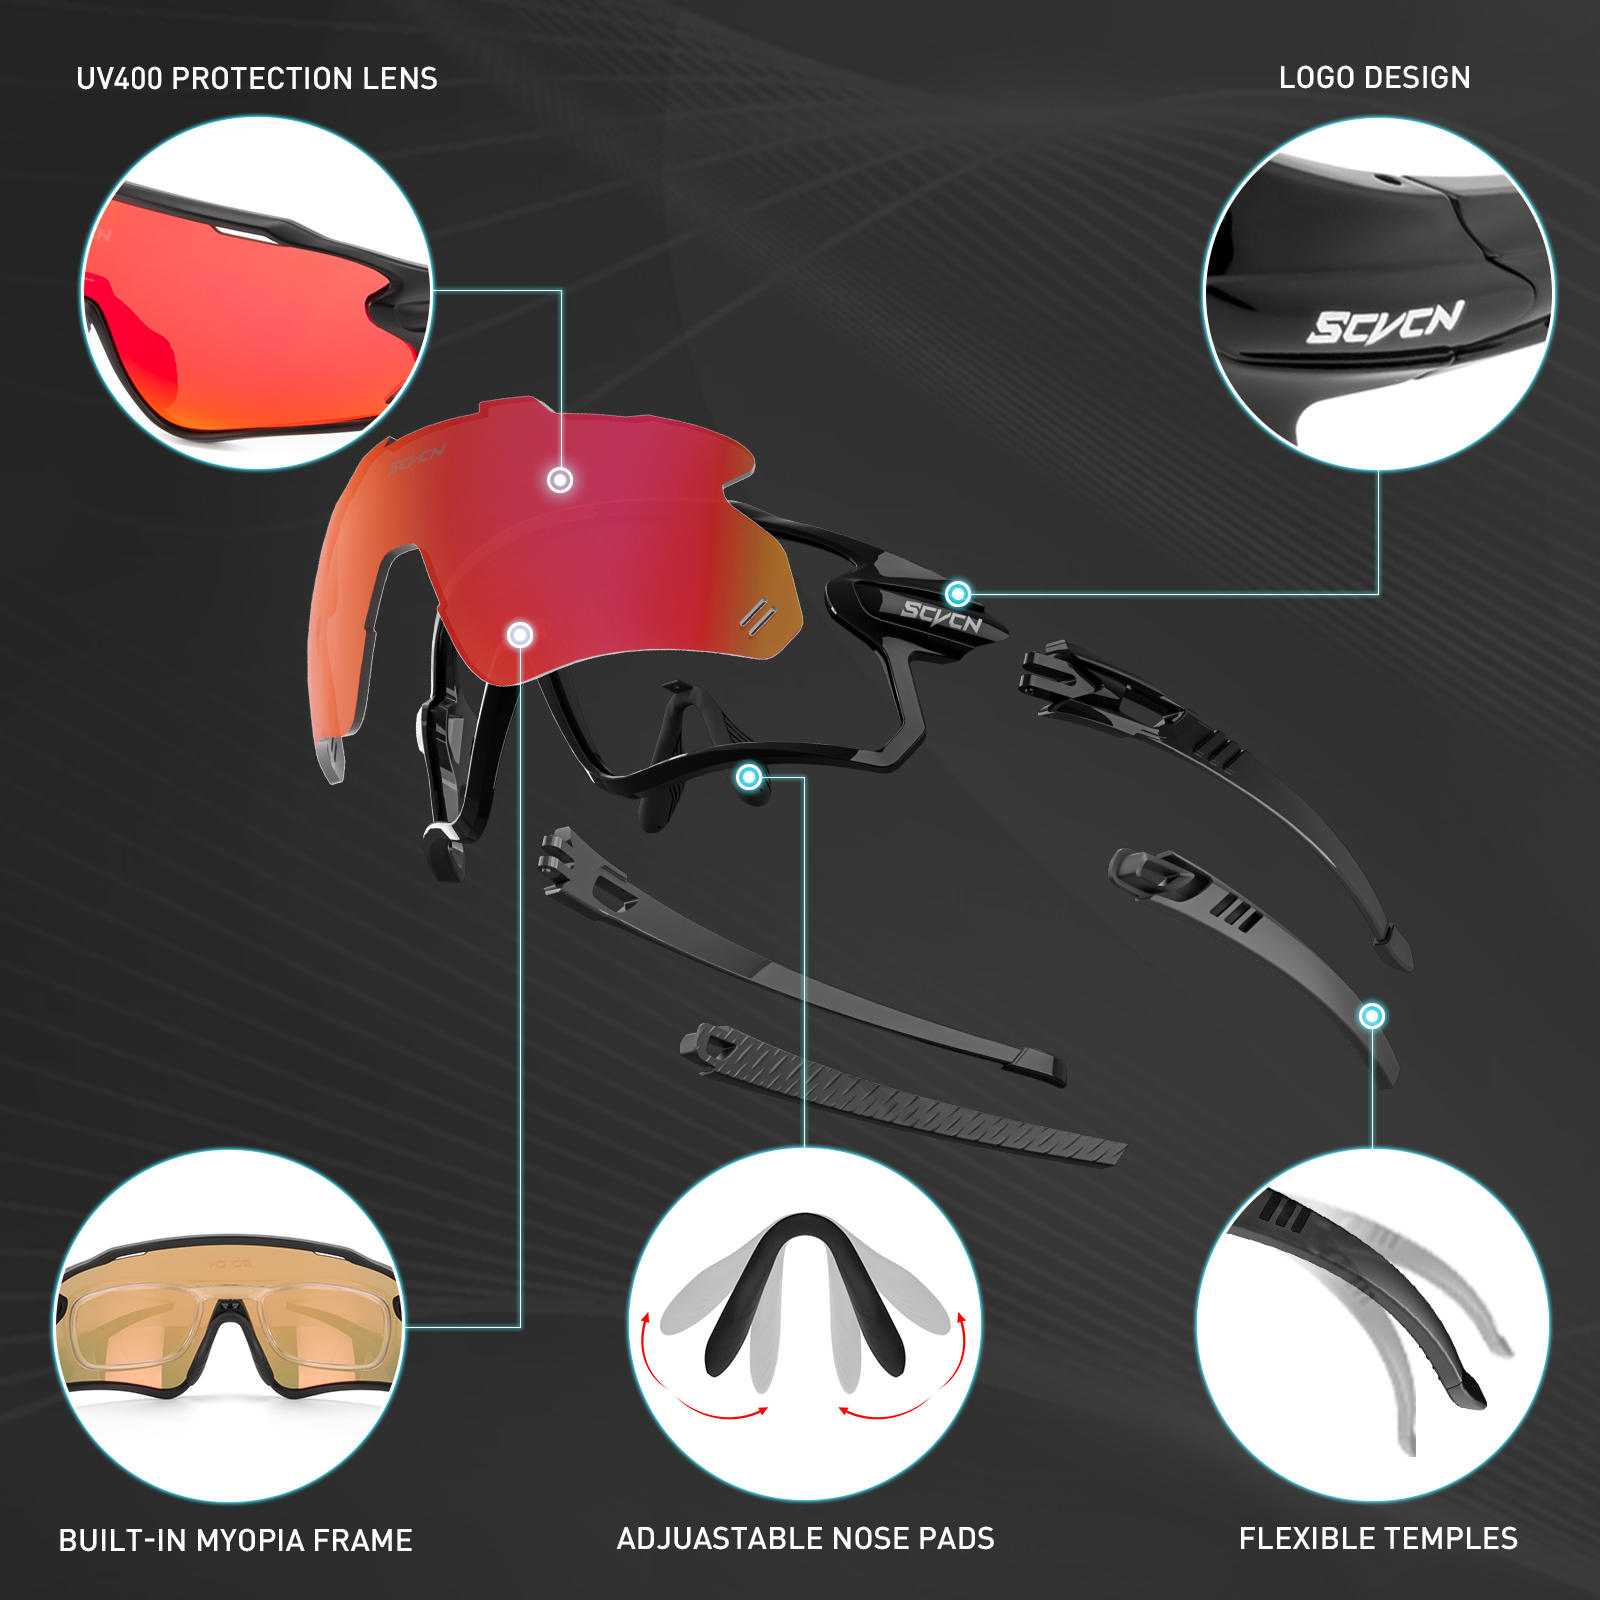 UV400 PROTECTION LENS
LOGO DESIGN
SCVCN
SCVCN
SCVCN
BUILT-IN MYOPIA FRAME
ADJUASTABLE NOSE PADS
FLEXIBLE TEMPLES